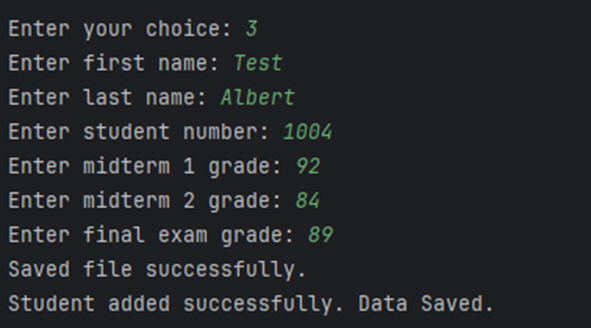 Enter your choice: 3
Enter first name: Test
Enter last name: Albert
Enter student number: 1004
Enter midterm 1 grade: 92
Enter midterm 2 grade: 84
Enter final exam grade: 89
Saved file successfully.
Student added successfully. Data Saved.